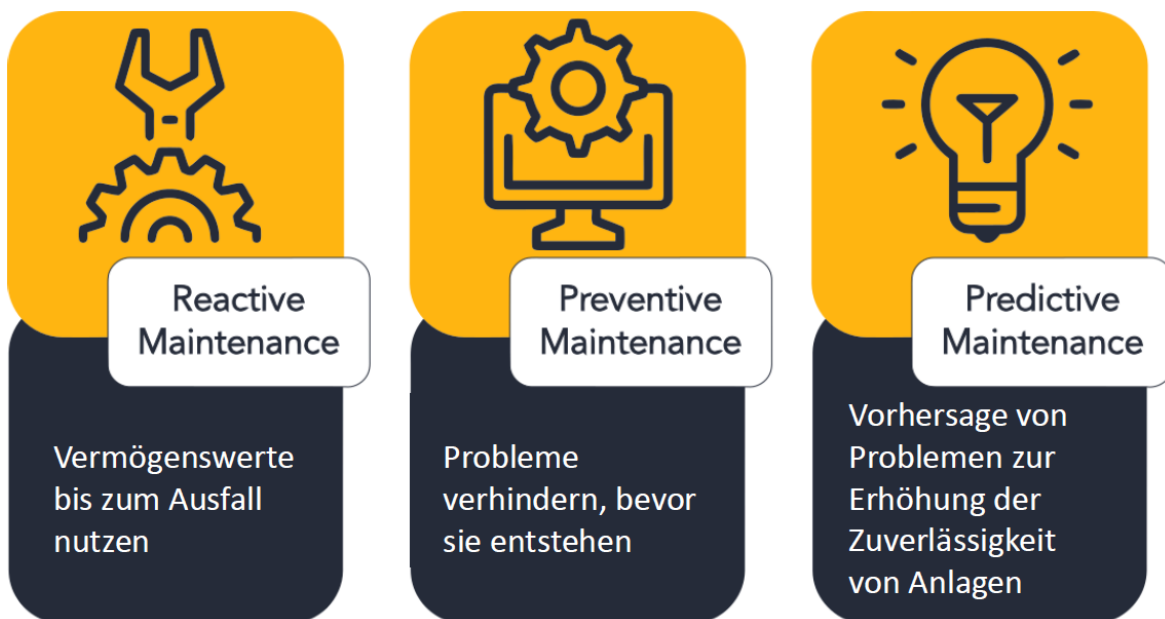 Reactive
Maintenance
Vermögenswerte
bis zum Ausfall
nutzen
Preventive
Maintenance
Probleme
verhindern, bevor
sie entstehen
Predictive
Maintenance
Vorhersage von
Problemen zur
Erhöhung der
Zuverlässigkeit
von Anlagen